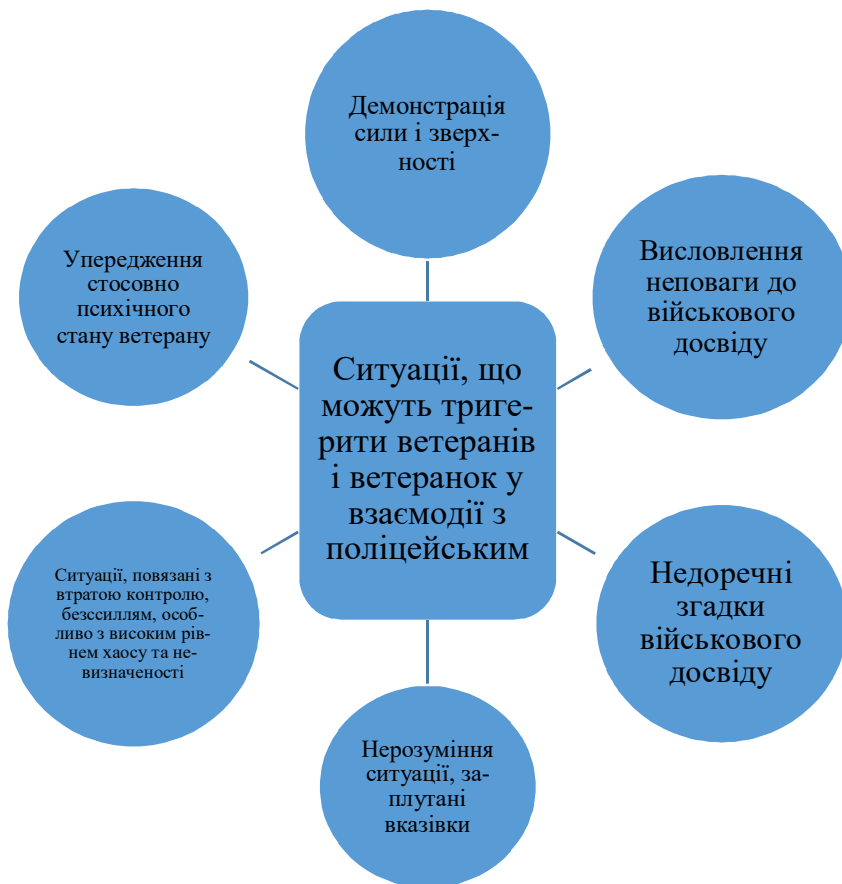 Демонстрація
сили і зверх-
ності
Упередження
стосовно
психічного
стану ветерану
Висловлення
неповаги до
військового
досвіду
Ситуації, що
можуть триге-
рити ветеранів
і ветеранок у
взаємодії з
поліцейським
Ситуації, повязані з
втратою контролю,
безссиллям, особ-
ливо з високим рів-
нем хаосу та не-
визначеності
Недоречні
згадки
військового
досвіду
Нерозуміння
ситуації, за-
плутані
вказівки